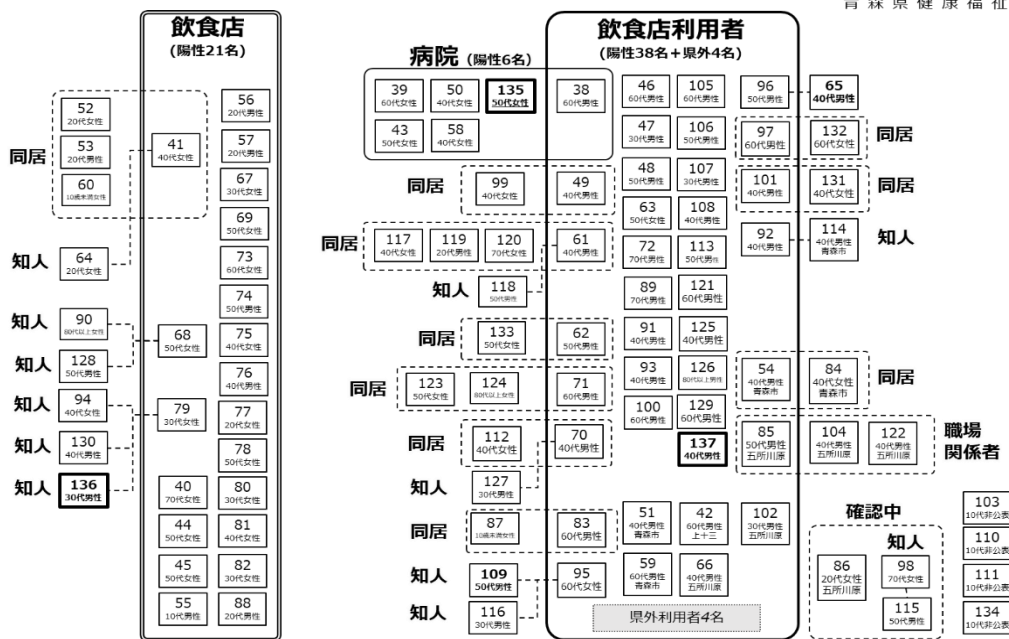 青森県健康福祉
飲食店
(陽性21名)
52
20代女性
53
20代男性
60
10歳未満女性
同居
41
40代女性
知人
64
20代女性
知人
90
80代以上女性
知人
128
50代男性
68
50代女性
知人
94
40代女性
知人
130
40代男性
知人
136
30代男性
79
30代女性
56
20代男性
57
20代男性
67
30代女性
69
50代女性
73
60代女性
74
50代男性
75
40代女性
76
40代男性
77
20代女性
78
50代女性
40
70代女性
80
30代女性
44
50代女性
81
40代女性
45
50代女性
82
30代女性
55
10代男性
88
20代男性
病院 (陽性6名)
39
60代女性
50
40代女性
135
50代女性
38
60代男性
43
50代女性
58
40代女性
同居
99
40代女性
49
40代男性
同居
117
40代女性
119
20代男性
120
70代女性
61
40代男性
知人
118
50代男性
同居
133
50代女性
62
50代男性
同居
123
50代女性
124
80代以上女性
71
60代男性
同居
112
40代女性
70
40代男性
知人
127
30代男性
同居
87
10歳未満女性
83
60代男性
知人
109
50代男性
95
60代女性
知人
116
30代男性
飲食店利用者
(陽性38名+県外4名)
46
60代男性
105
60代男性
47
30代男性
106
50代男性
48
50代男性
107
30代男性
63
50代女性
108
40代男性
72
70代男性
113
50代男性
89
70代男性
121
60代男性
91
40代男性
125
40代男性
93
40代男性
126
80代以上男性
100
60代男性
129
60代男性
137
40代男性
51
40代男性
青森市
42
60代男性
上十三
102
30代男性
五所川原
59
60代男性
青森市
66
40代男性
五所川原
県外利用者4名
96
50代男性
65
40代男性
97
60代男性
132
60代女性
同居
101
40代男性
131
40代女性
同居
92
40代男性
114
40代男性
青森市
知人
54
40代男性
青森市
84
40代女性
青森市
同居
85
50代男性
五所川原
104
40代男性
五所川原
122
40代男性
五所川原
職場
関係者
確認中
知人
86
20代女性
五所川原
98
70代女性
115
50代男性
103
10代非公表
110
10代非公表
111
10代非公表
134
10代非公表